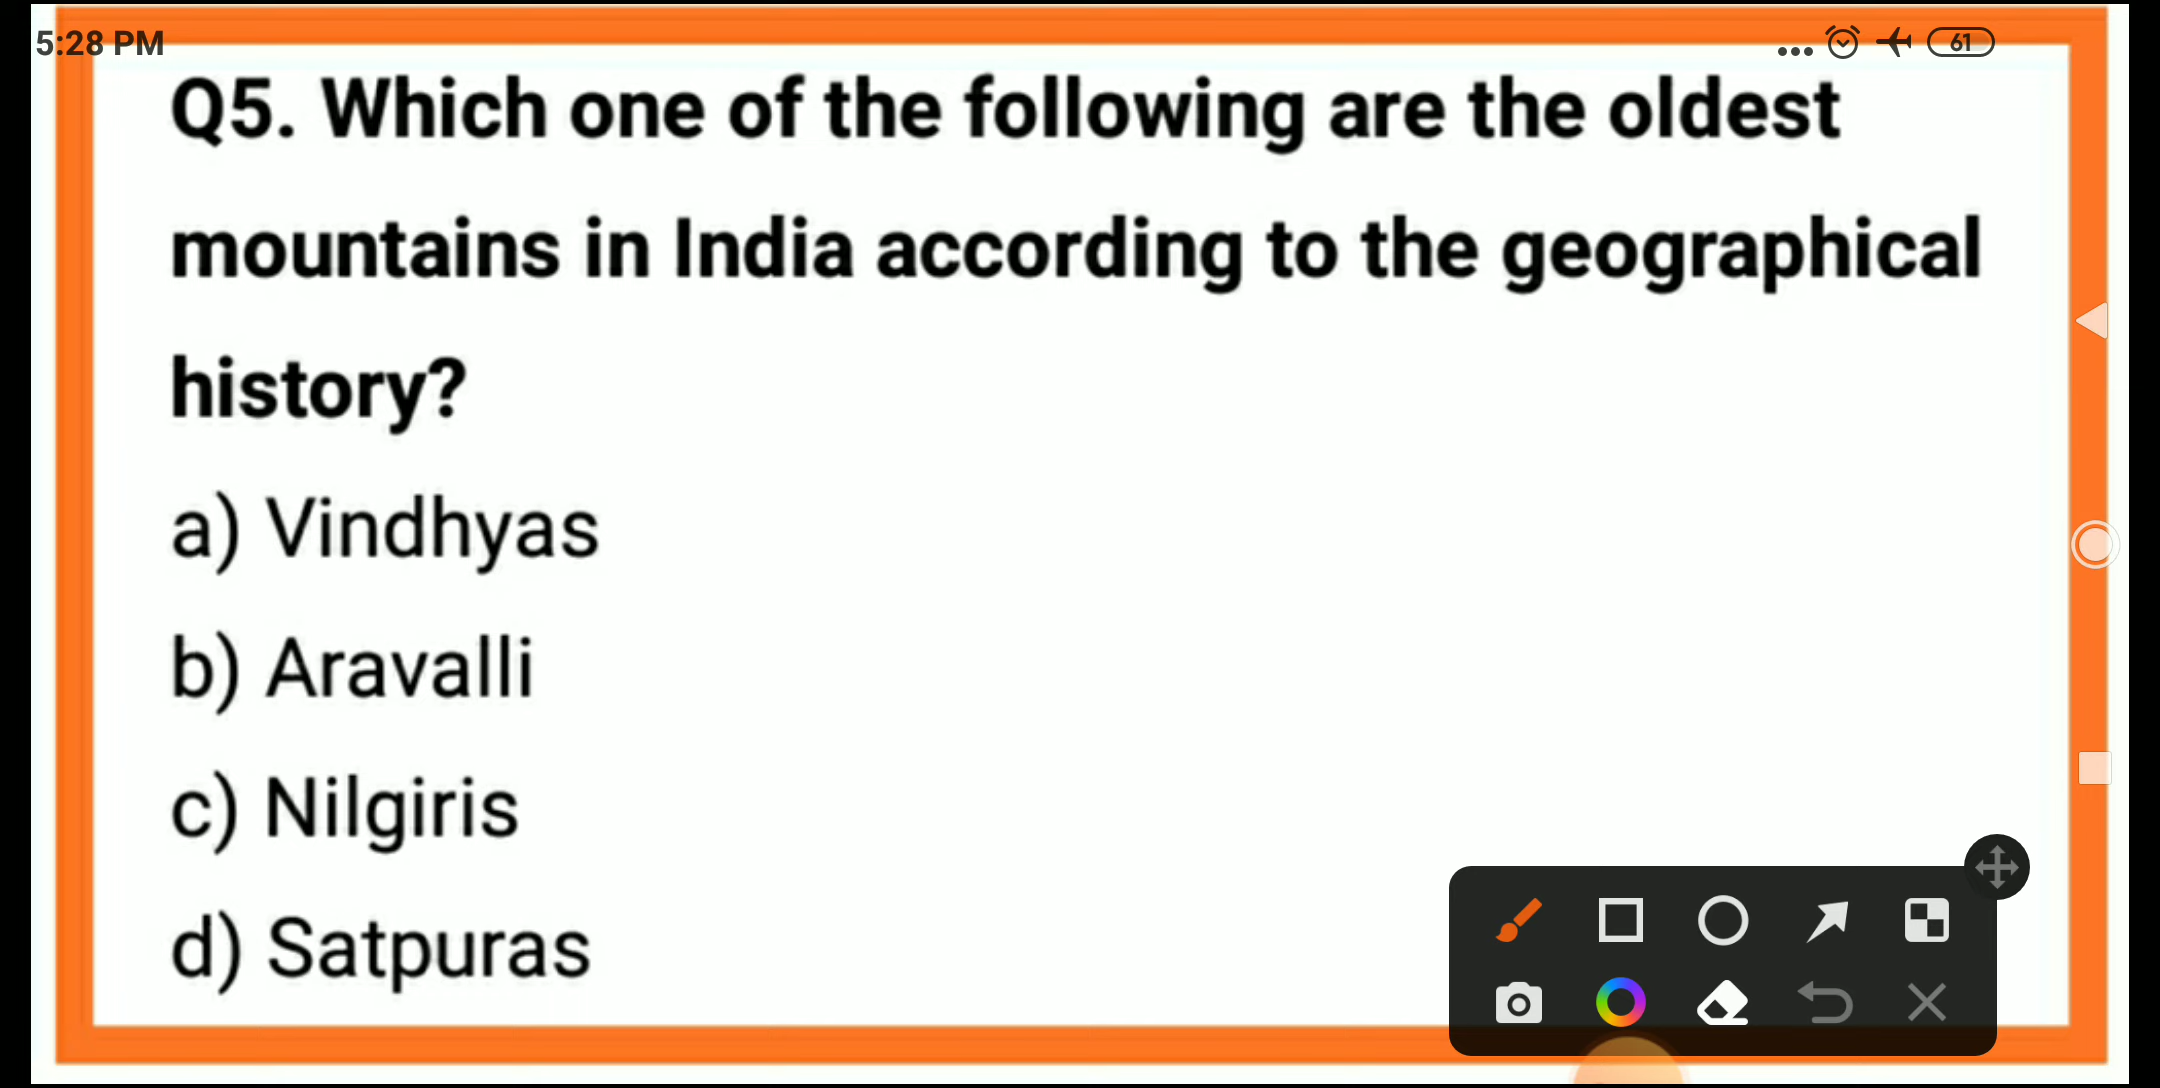 5:28 PM
61
Q5. Which one of the following are the oldest
mountains in India according to the geographical
history?
a) Vindhyas
b) Aravalli
c) Nilgiris
d) Satpuras